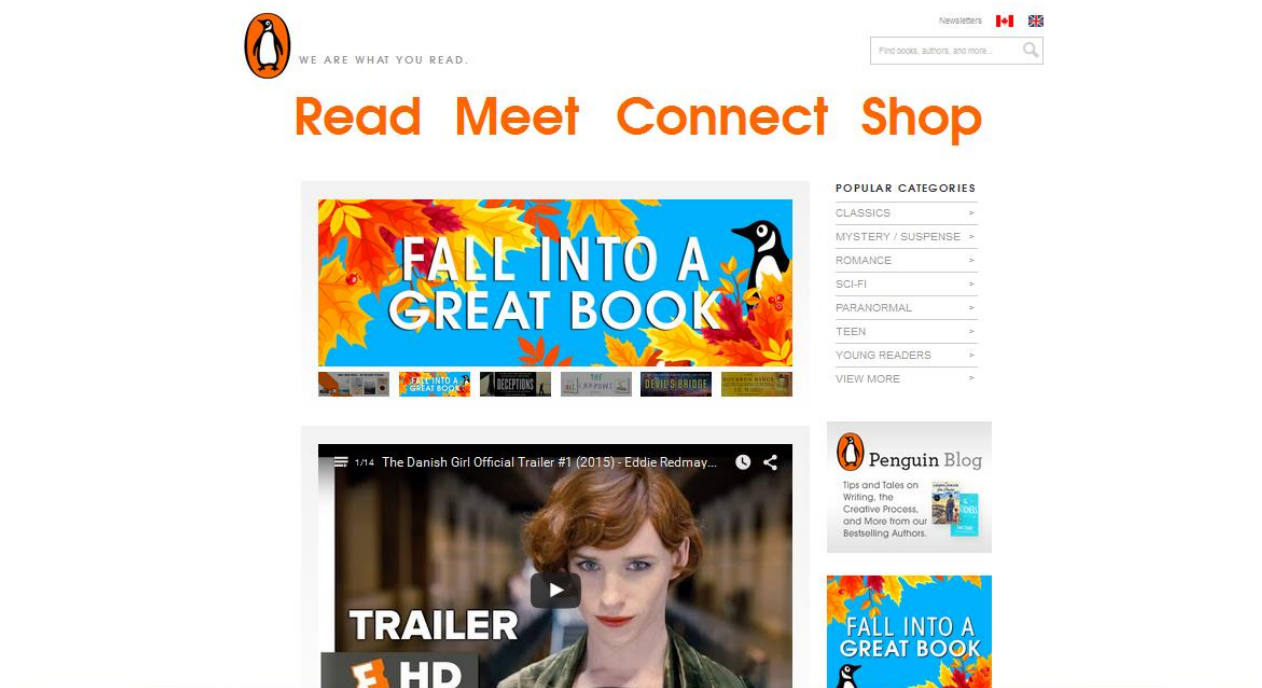 Newsletters
Find books, authors, and more...
WE ARE WHAT YOU READ.
Read Meet Connect Shop
FALL INTO A
GREAT BOOK
FALL INTO A
GREAT BOOK
DECEPTIONS
THE
DEVIL'S BRIDGE
BOURBON KINGS
1/14 The Danish Girl Official Trailer #1 (2015) - Eddie Redmay...
TRAILER
HD
POPULAR CATEGORIES
CLASSICS >
MYSTERY / SUSPENSE >
ROMANCE >
SCI-FI >
PARANORMAL >
TEEN >
YOUNG READERS >
VIEW MORE >
Penguin Blog
Tips and Tales on
Writing, the
Creative Process,
and More from our
Bestselling Authors.
FALL INTO A
GREAT BOOK